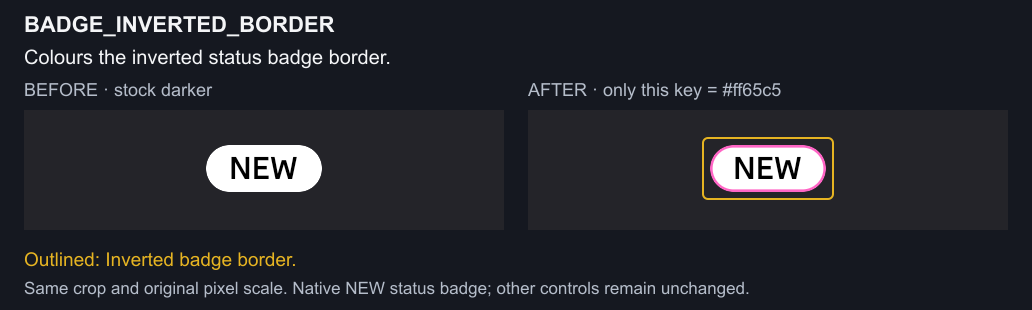 BADGE_INVERTED_BORDER
Colours the inverted status badge border.
BEFORE · stock darker
AFTER · only this key = #ff65c5
NEW
NEW
Outlined: Inverted badge border.
Same crop and original pixel scale. Native NEW status badge; other controls remain unchanged.